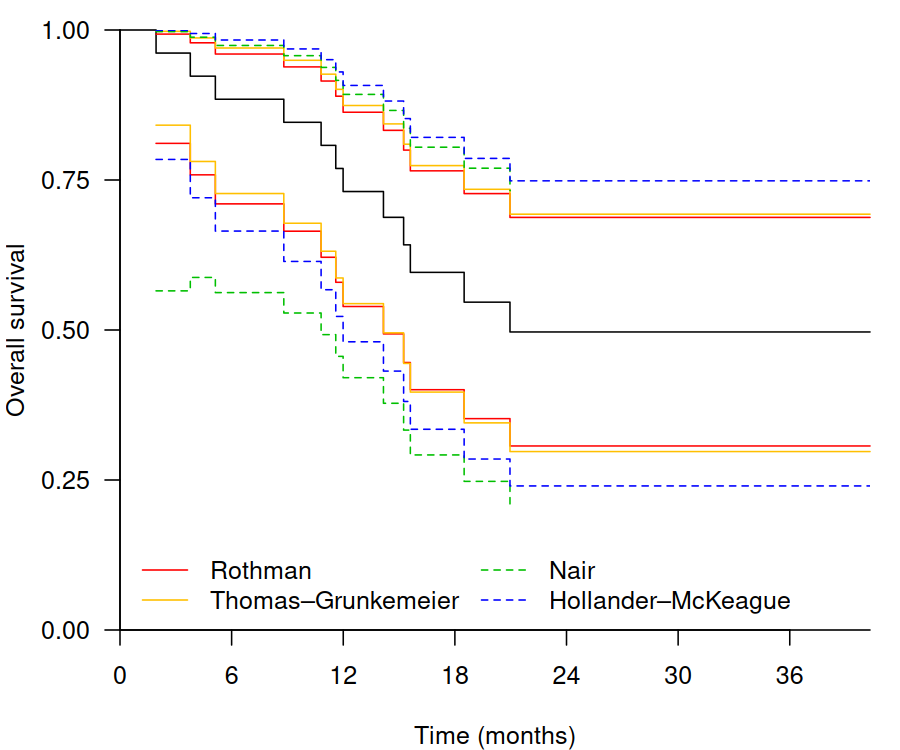 Overall survival
1.00
0.75
0.50
0.25
0.00
Rothman
Thomas–Grunkemeier
Nair
Hollander–McKeague
0 6 12 18 24 30 36
Time (months)